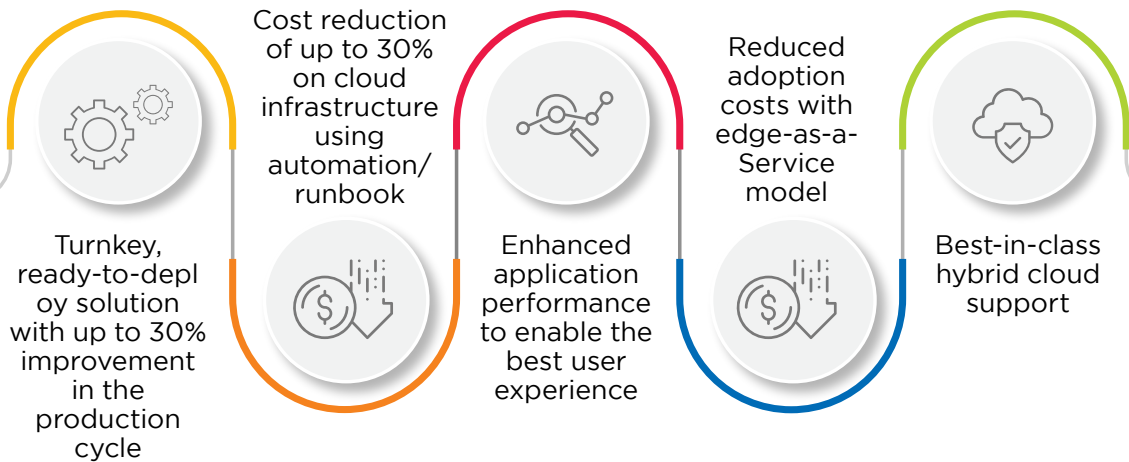 Turnkey,
ready-to-depl
oy solution
with up to 30%
improvement
in the
production
cycle
Cost reduction
of up to 30%
on cloud
infrastructure
using
automation/
runbook
$
Enhanced
application
performance
to enable the
best user
experience
Reduced
adoption
costs with
edge-as-a-
Service
model
$
Best-in-class
hybrid cloud
support